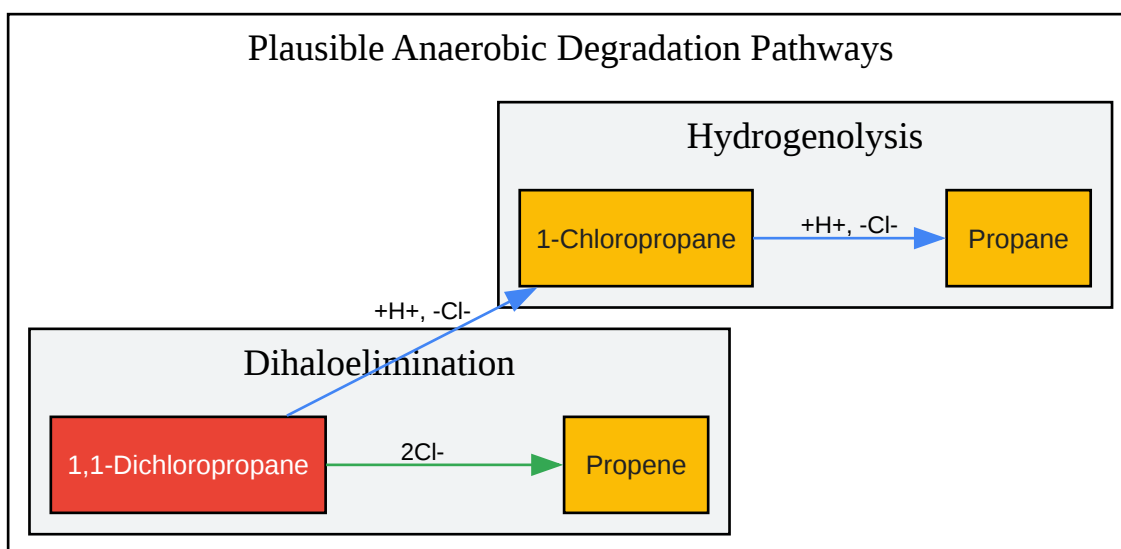 Plausible Anaerobic Degradation Pathways
Hydrogenolysis
1-Chloropropane
+H+, -Cl-
Propane
+H+, -Cl-
Dihaloelimination
1,1-Dichloropropane
2Cl-
Propene